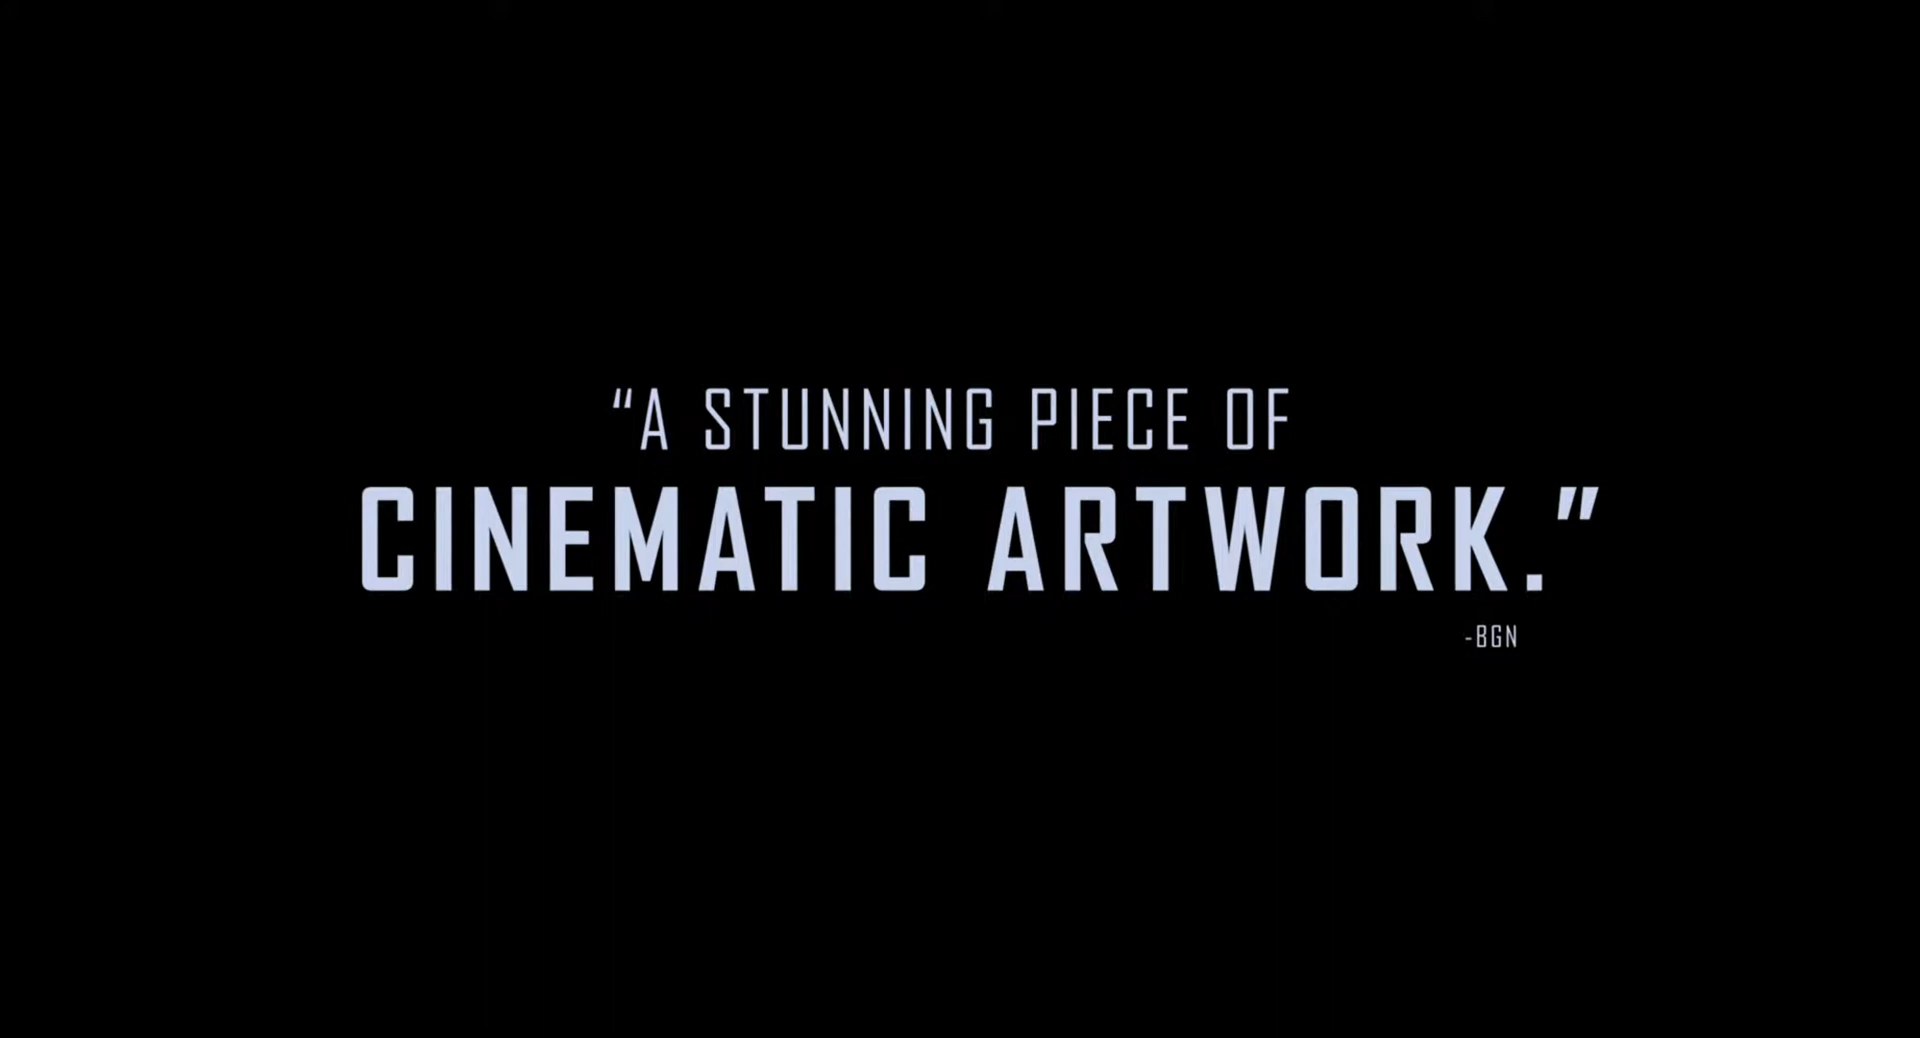 “A STUNNING PIECE OF
CINEMATIC ARTWORK.”
-BGN